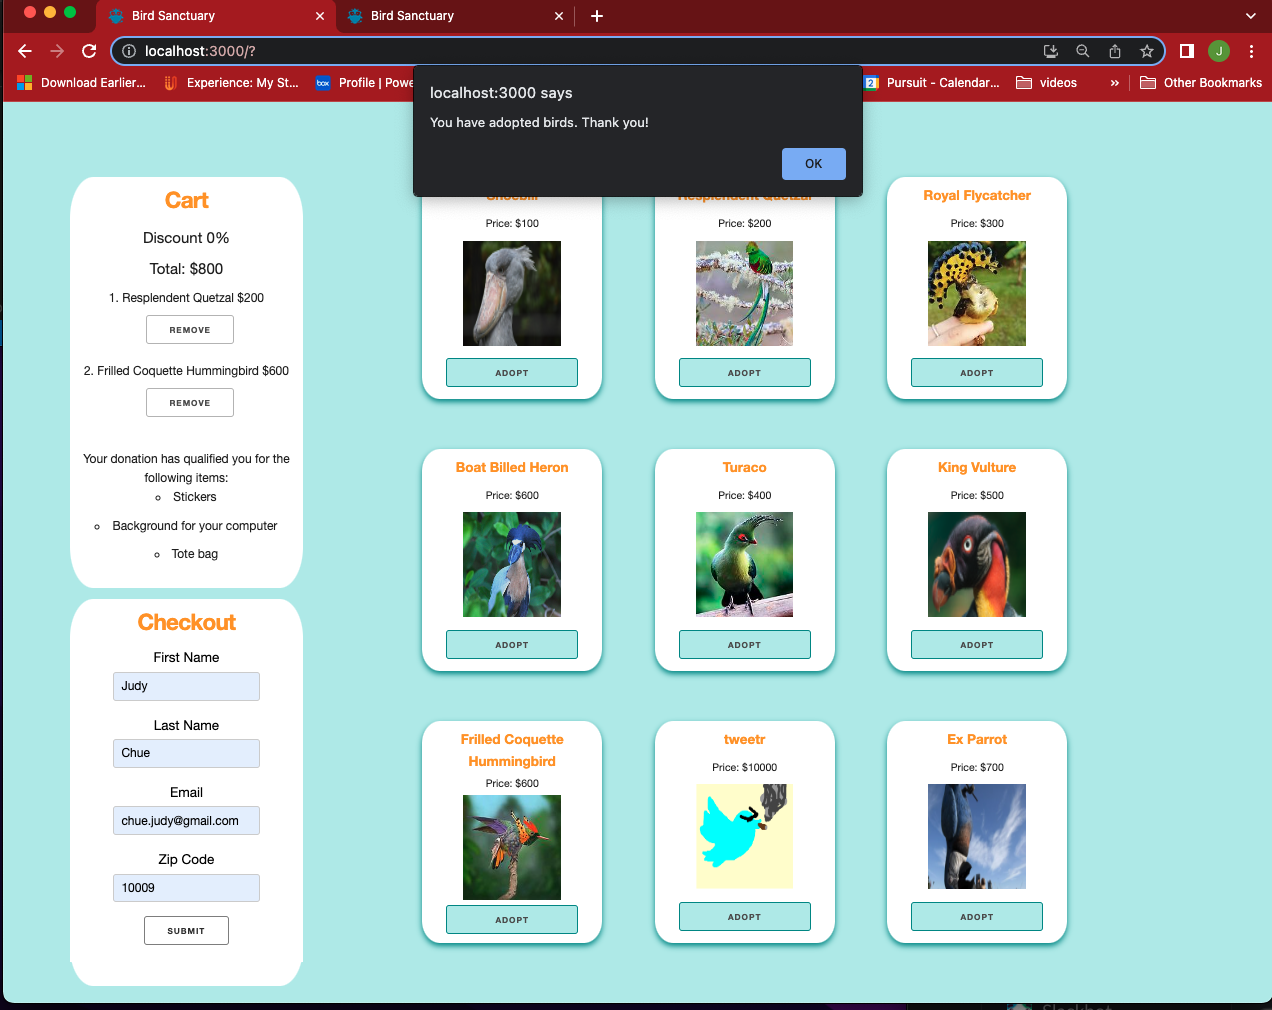 Bird Sanctuary
Bird Sanctuary
localhost:3000/?
J
Download Earlier...
Experience: My St...
box
Profile | Powe
2
Pursuit - Calendar...
videos
»
Other Bookmarks
localhost:3000 says
You have adopted birds. Thank you!
OK
Cart
Discount 0%
Total: $800
1. Resplendent Quetzal $200
REMOVE
2. Frilled Coquette Hummingbird $600
REMOVE
Your donation has qualified you for the
following items:
Stickers
Background for your computer
Tote bag
Checkout
First Name
Judy
Last Name
Chue
Email
chue.judy@gmail.com
Zip Code
10009
SUBMIT
Shoebill
Price: $100
ADOPT
Resplendent Quetzal
Price: $200
ADOPT
Royal Flycatcher
Price: $300
ADOPT
Boat Billed Heron
Price: $600
ADOPT
Turaco
Price: $400
ADOPT
King Vulture
Price: $500
ADOPT
Frilled Coquette
Hummingbird
Price: $600
ADOPT
tweetr
Price: $10000
ADOPT
Ex Parrot
Price: $700
ADOPT
Slackbot